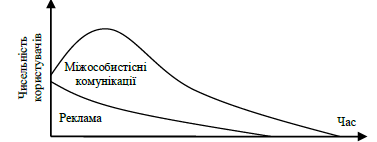 Чисельність
користувачів
Міжособистісні
комунікації
Реклама
Час